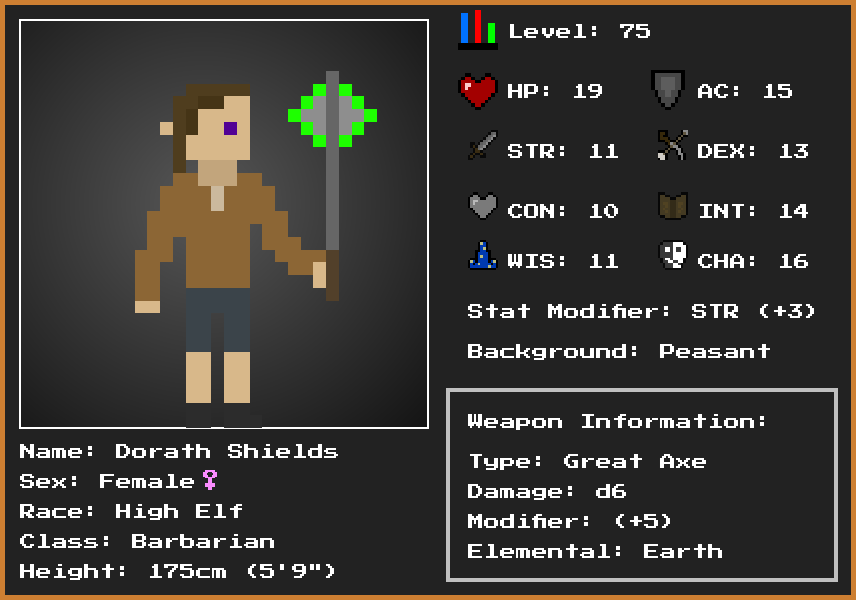 Level: 75
HP: 19
AC: 15
STR: 11
DEX: 13
CON: 10
INT: 14
WIS: 11
CHA: 16
Stat Modifier: STR (+3)
Background: Peasant
Weapon Information:
Type: Great Axe
Damage: d6
Modifier: (+5)
Elemental: Earth
Name: Dorath Shields
Sex: Female♀
Race: High Elf
Class: Barbarian
Height: 175cm (5'9")